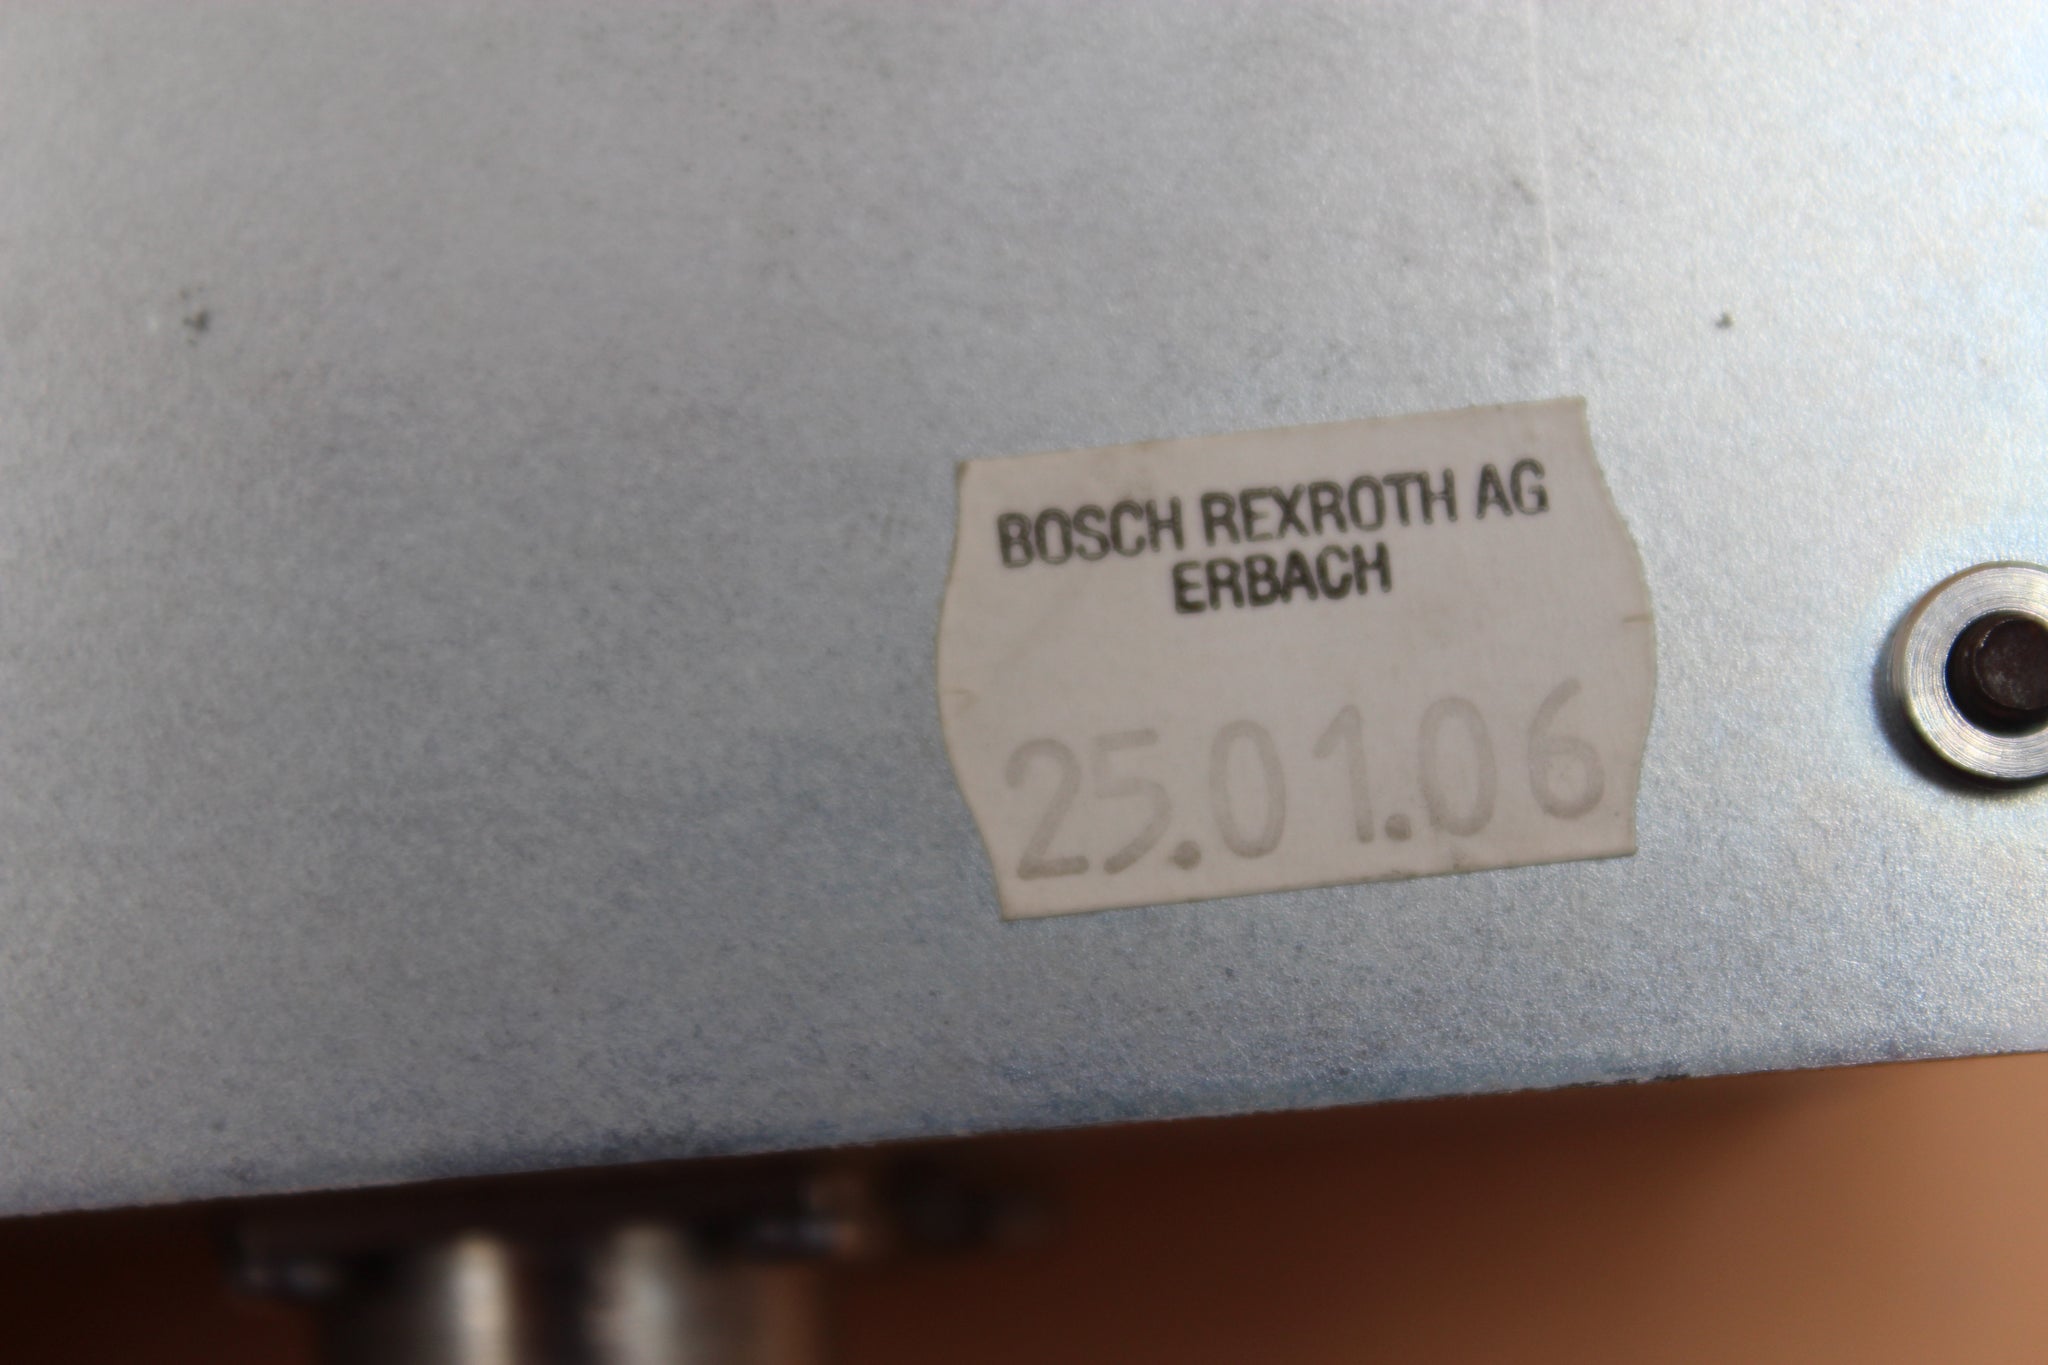 BOSCH REXROTH AG
ERBACH
25.01.06